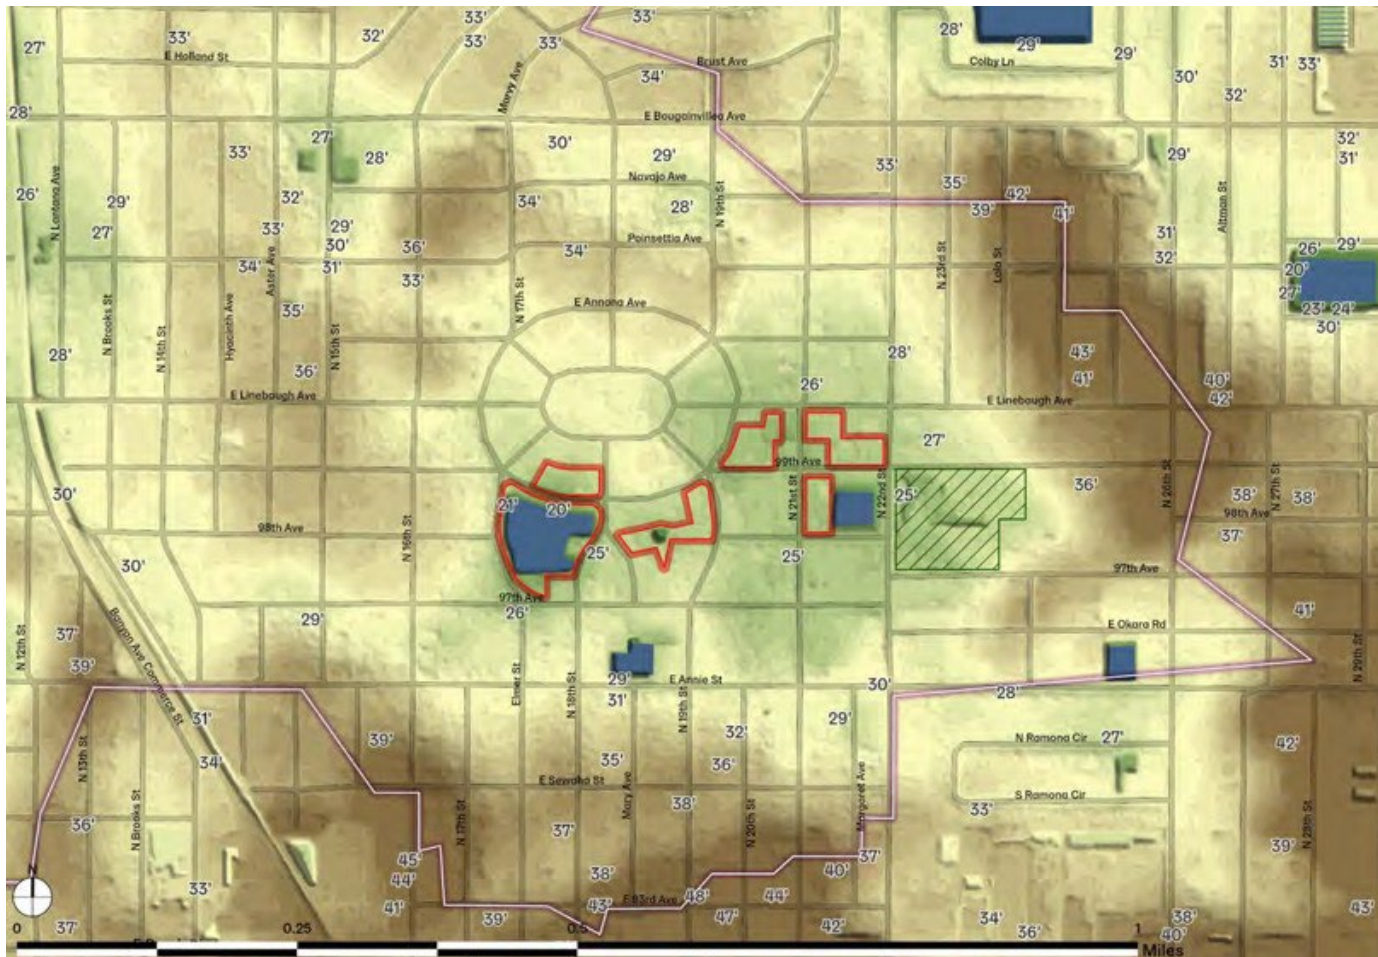 33' 33' 33' 32' 27' 33' 33' 28' 29' 29' 31' 33'
E Holland St
Morvy Ave
34' Brust Ave
Colby Ln
30' 32'
28' E Bougainvillea Ave
27' 32'
33' 28' 30' 29' 33' 29' 31'
Navajo Ave
26' 29' 32' 34' 28' 35' 42'
N Lantana Ave
N 19th St
39' 41'
Altman St
27' 33' 29' 30' 36' 34' Poinsettia Ave 31' 26' 29'
34' 31' 33' 32' 20'
Aster Ave
N 23rd St
Lola St
27'
35' N 17th St E Annona Ave 23' 24'
30'
N Brooks St
N 14th St
Hyacinth Ave
N 15th St
28' 36' 28' 43'
26' 41' 40'
E Linebaugh Ave E Linebaugh Ave 42'
27'
99th Ave
30' 21' 20' N 21st St N 22nd St 25' 36' N 26th St 38' N 27th St 38'
98th Ave 98th Ave
N 16th St
25' 25' 37'
30' 97th Ave
97th Ave
29' 26' 41'
E Okara Rd
37'
N 12th St
39' Banyan Ave Commerce St
Elmer St
N 18th St
29' E Annie St 30' 28'
N 29th St
31' 31' N 19th St 29'
39' 32' N Ramona Cir 27' 42'
34' 35' 36'
N 13th St
E Sewaha St
Mary Ave
Margaret Ave
S Ramona Cir
36' N Brooks St N 17th St 37' 38' N 20th St 33'
N 28th St
39'
45' 37'
N 44' 38' 40'
33' E 83rd Ave 48' 44'
41' 43'
37' 39' 47' 42' 34' 38' 43'
36' 40'
0 0.25 0.5 1
Miles